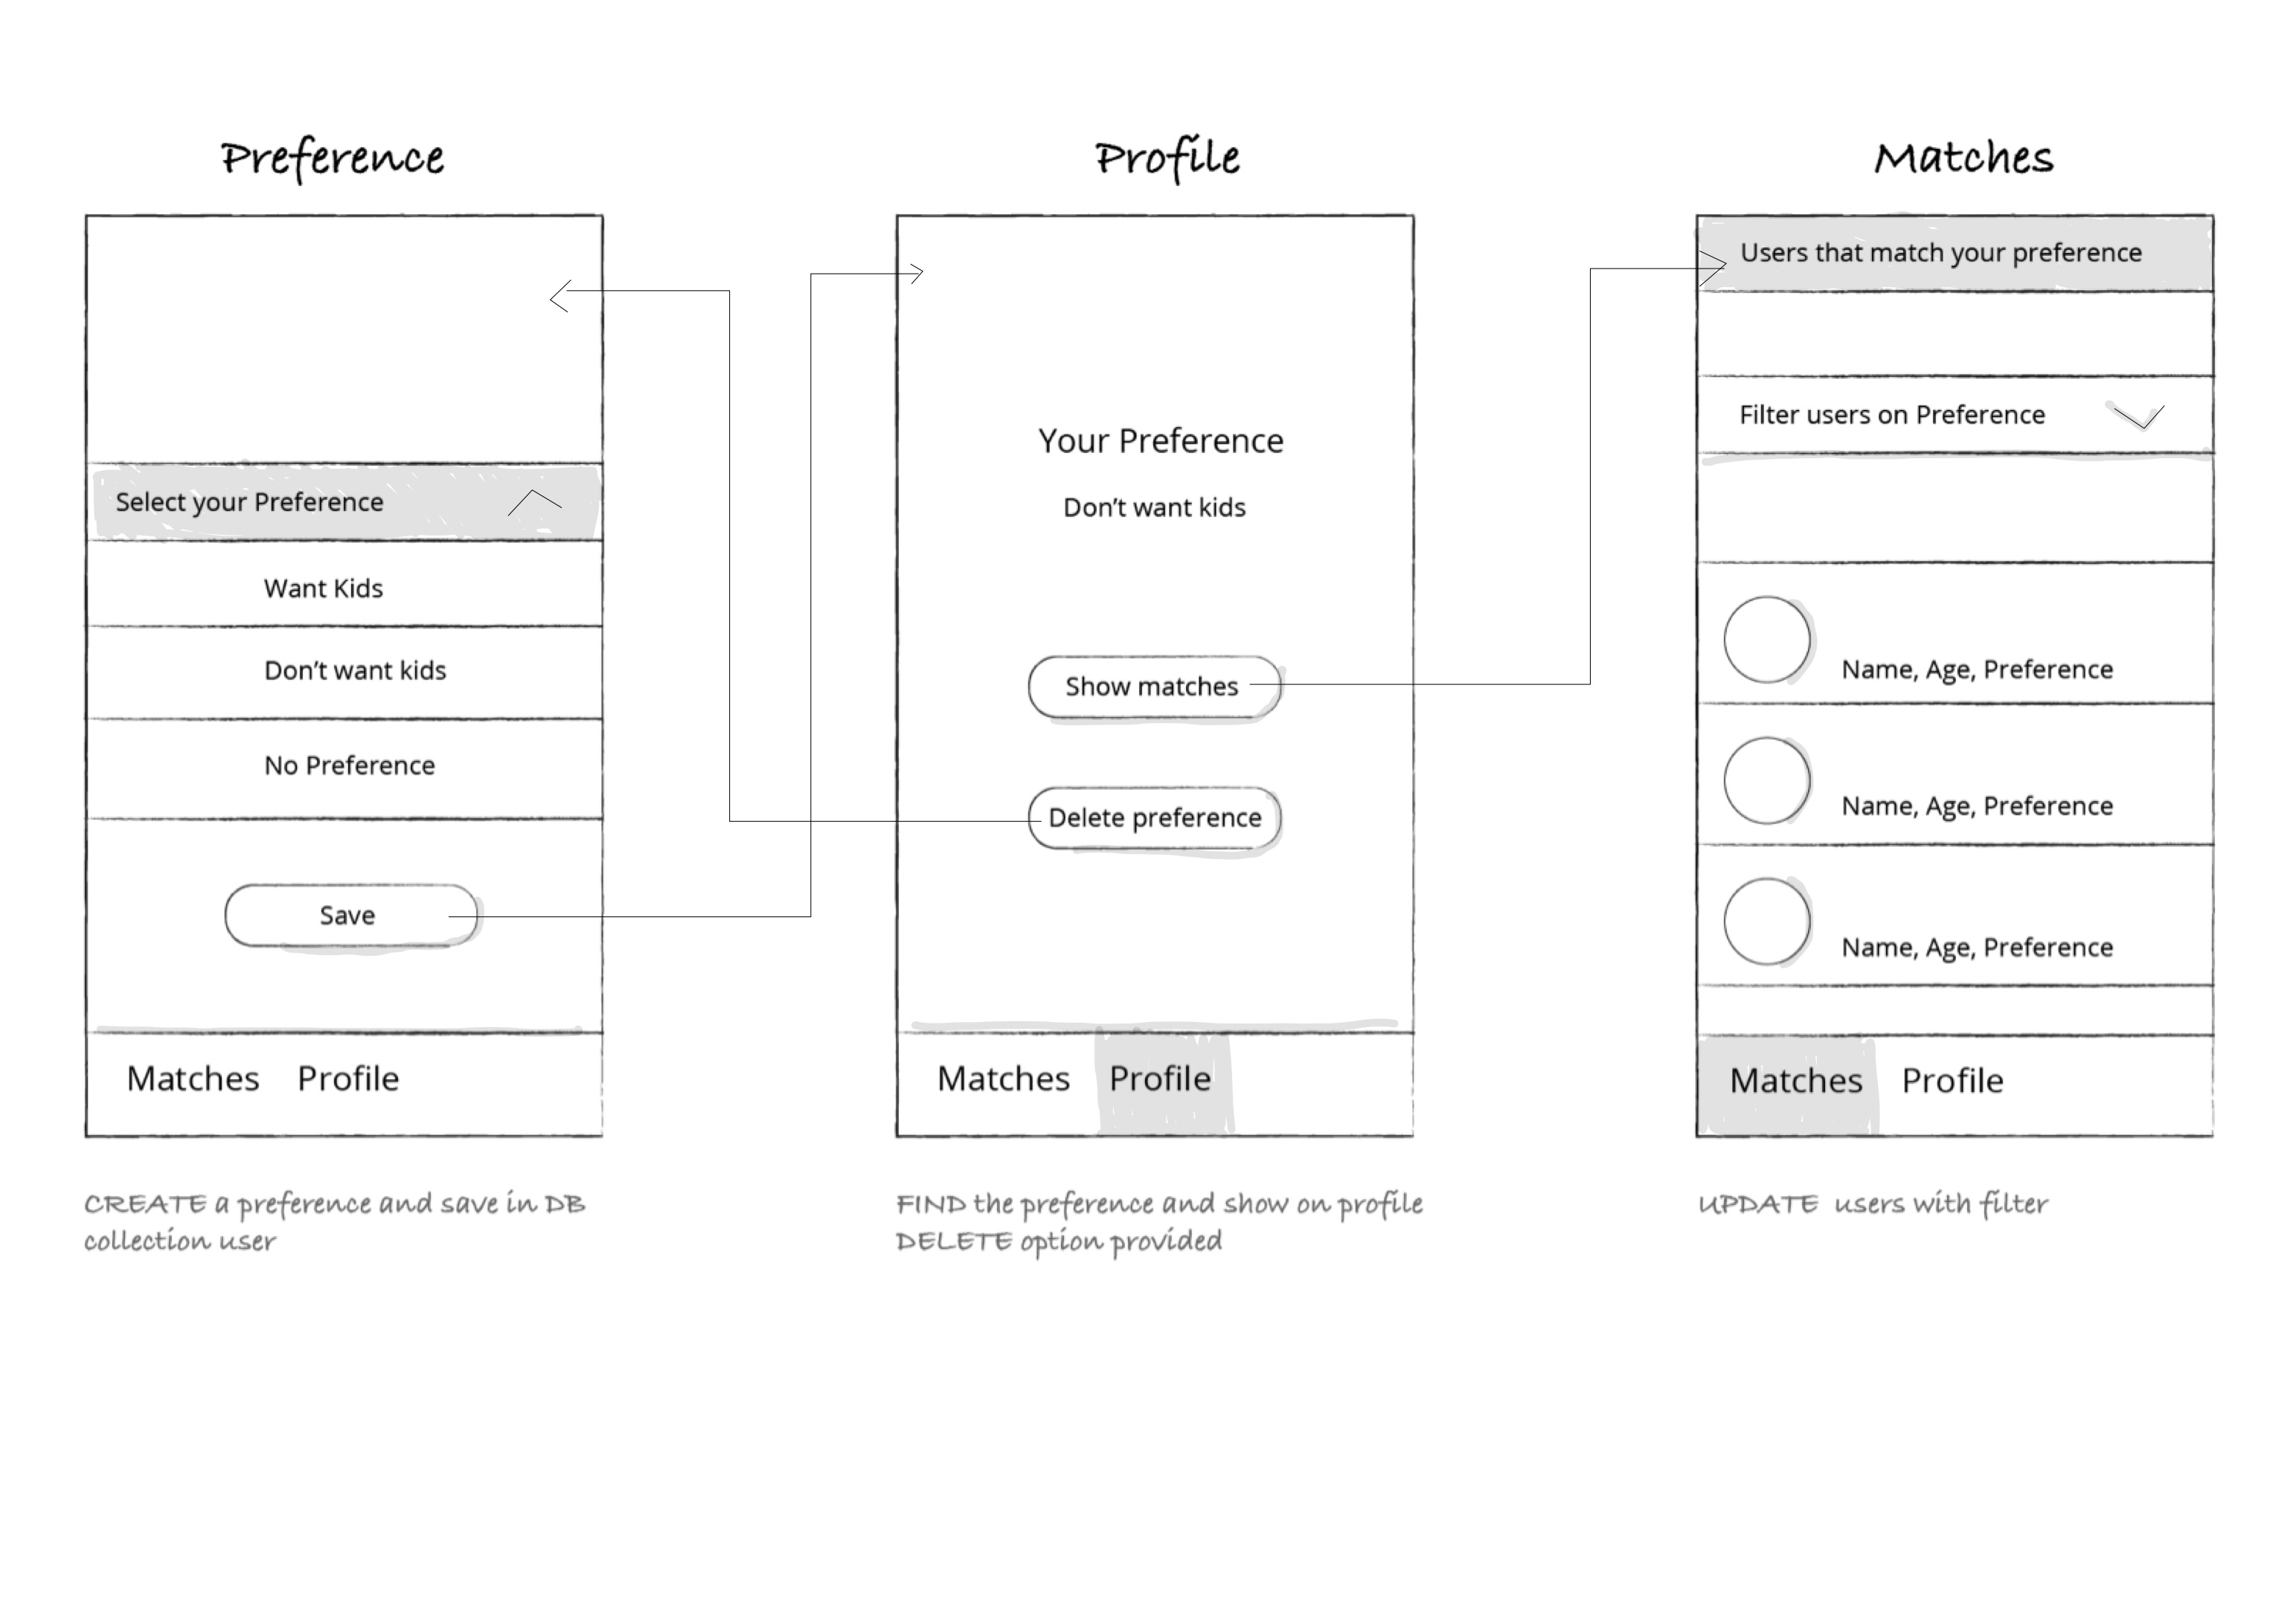 Preference
Select your Preference
Want Kids
Don't want kids
No Preference
Save
Matches Profile
CREATE a preference and save in DB
collection user
Profile
Your Preference
Don't want kids
Show matches
Delete preference
Matches Profile
FIND the preference and show on profile
DELETE option provided
Matches
Users that match your preference
Filter users on Preference
Name, Age, Preference
Name, Age, Preference
Name, Age, Preference
Matches Profile
UPDATE users with filter